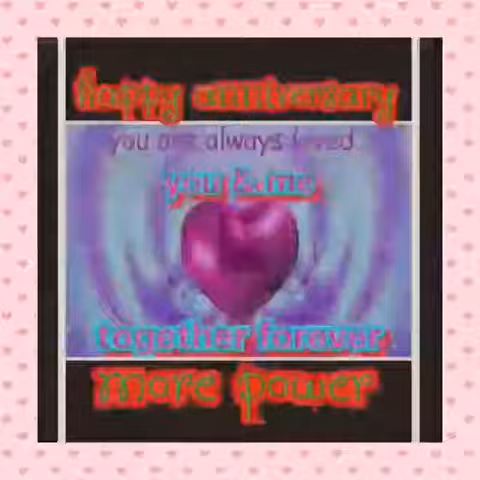 happy anniversary
you are always loved
you & me
together forever
more power